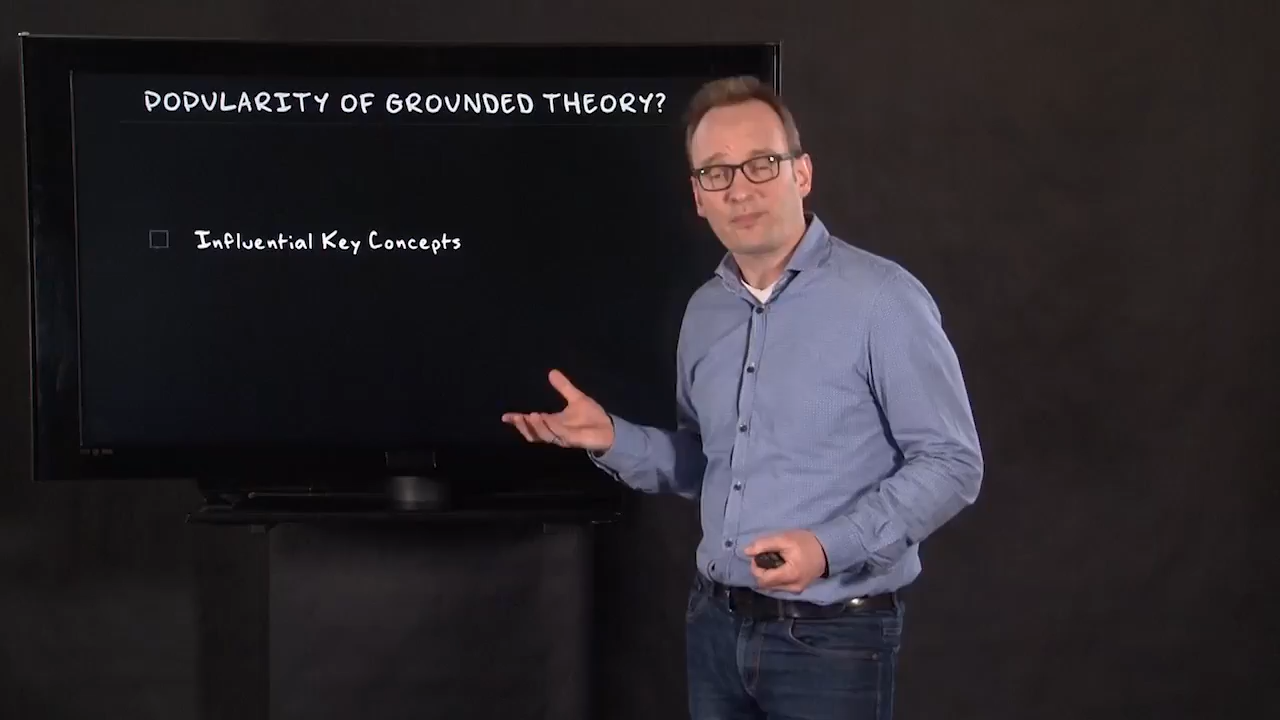 POPULARITY OF GROUNDED THEORY?
Influential Key Concepts